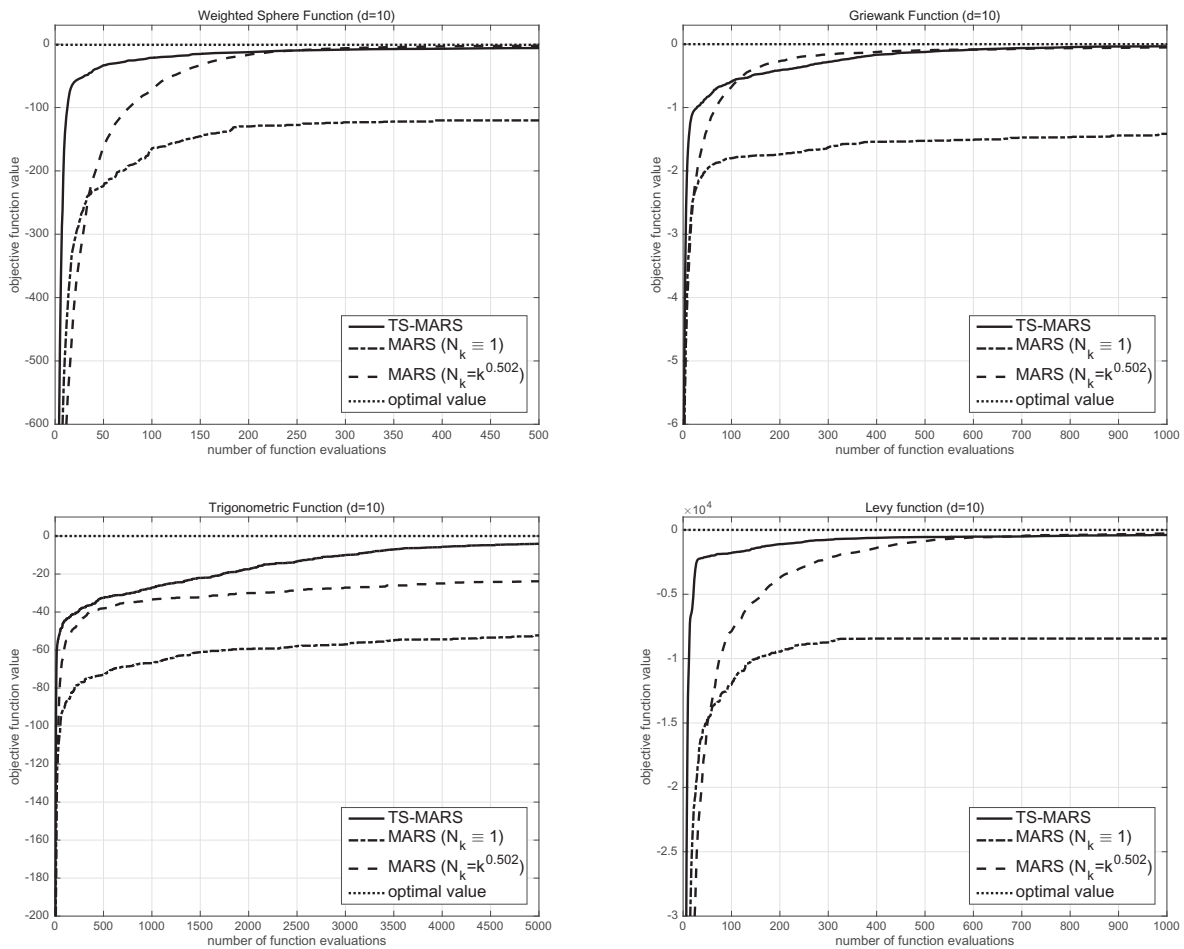 Weighted Sphere Function (d=10)
0
-100
-200
-300
-400
-500
-600
objective function value
0 50 100 150 200 250 300 350 400 450 500
number of function evaluations
TS-MARS
MARS (N_k ≡ 1)
MARS (N_k=k^0.502)
optimal value
Griewank Function (d=10)
0
-1
-2
-3
-4
-5
-6
objective function value
0 100 200 300 400 500 600 700 800 900 1000
number of function evaluations
TS-MARS
MARS (N_k ≡ 1)
MARS (N_k=k^0.502)
optimal value
Trigonometric Function (d=10)
0
-20
-40
-60
-80
-100
-120
-140
-160
-180
-200
objective function value
0 500 1000 1500 2000 2500 3000 3500 4000 4500 5000
number of function evaluations
TS-MARS
MARS (N_k ≡ 1)
MARS (N_k=k^0.502)
optimal value
×10^4
Levy function (d=10)
0
-0.5
-1
-1.5
-2
-2.5
-3
objective function value
0 100 200 300 400 500 600 700 800 900 1000
number of function evaluations
TS-MARS
MARS (N_k ≡ 1)
MARS (N_k=k^0.502)
optimal value